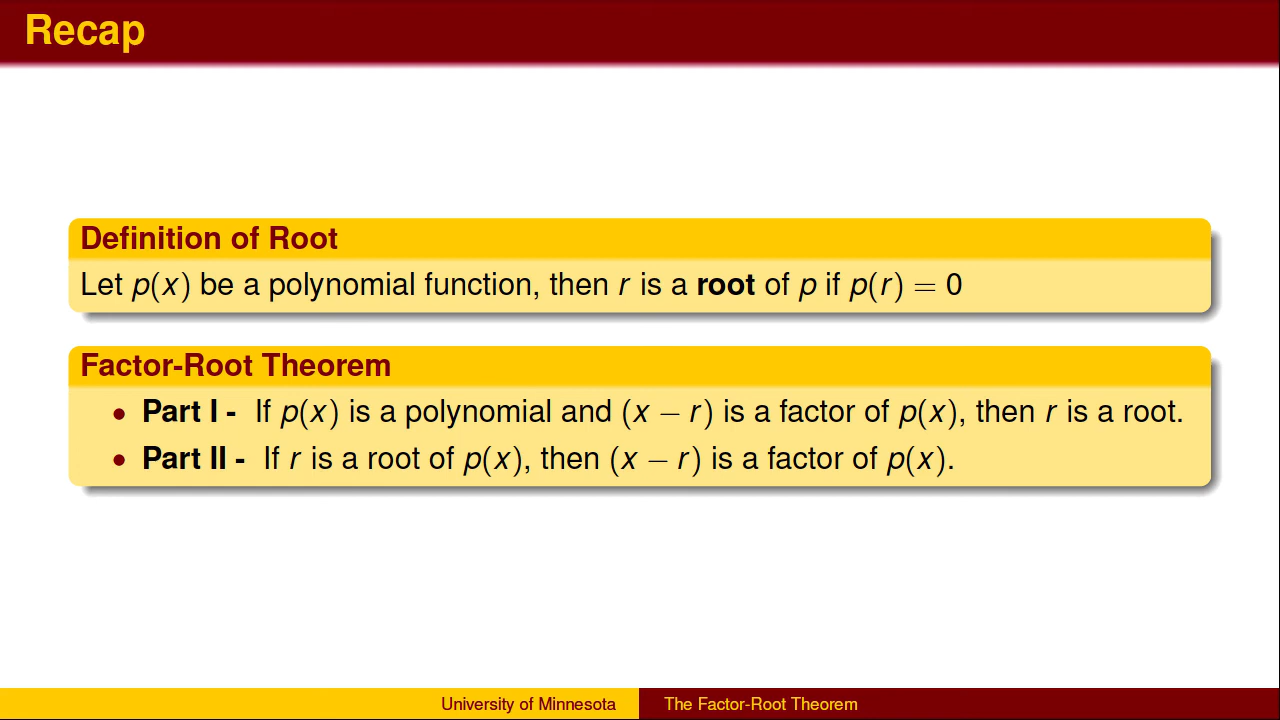 Recap
Definition of Root
Let p(x) be a polynomial function, then r is a root of p if p(r) = 0
Factor-Root Theorem
• Part I - If p(x) is a polynomial and (x − r) is a factor of p(x), then r is a root.
• Part II - If r is a root of p(x), then (x − r) is a factor of p(x).
University of Minnesota
The Factor-Root Theorem